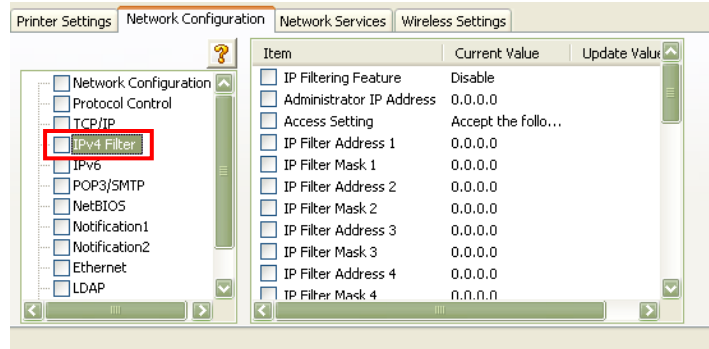 Printer Settings Network Configuration Network Services Wireless Settings
Network Configuration
Protocol Control
TCP/IP
IPv4 Filter
IPv6
POP3/SMTP
NetBIOS
Notification1
Notification2
Ethernet
LDAP
Item Current Value Update Value
IP Filtering Feature Disable
Administrator IP Address 0.0.0.0
Access Setting Accept the follo...
IP Filter Address 1 0.0.0.0
IP Filter Mask 1 0.0.0.0
IP Filter Address 2 0.0.0.0
IP Filter Mask 2 0.0.0.0
IP Filter Address 3 0.0.0.0
IP Filter Mask 3 0.0.0.0
IP Filter Address 4 0.0.0.0
IP Filter Mask 4 0.0.0.0